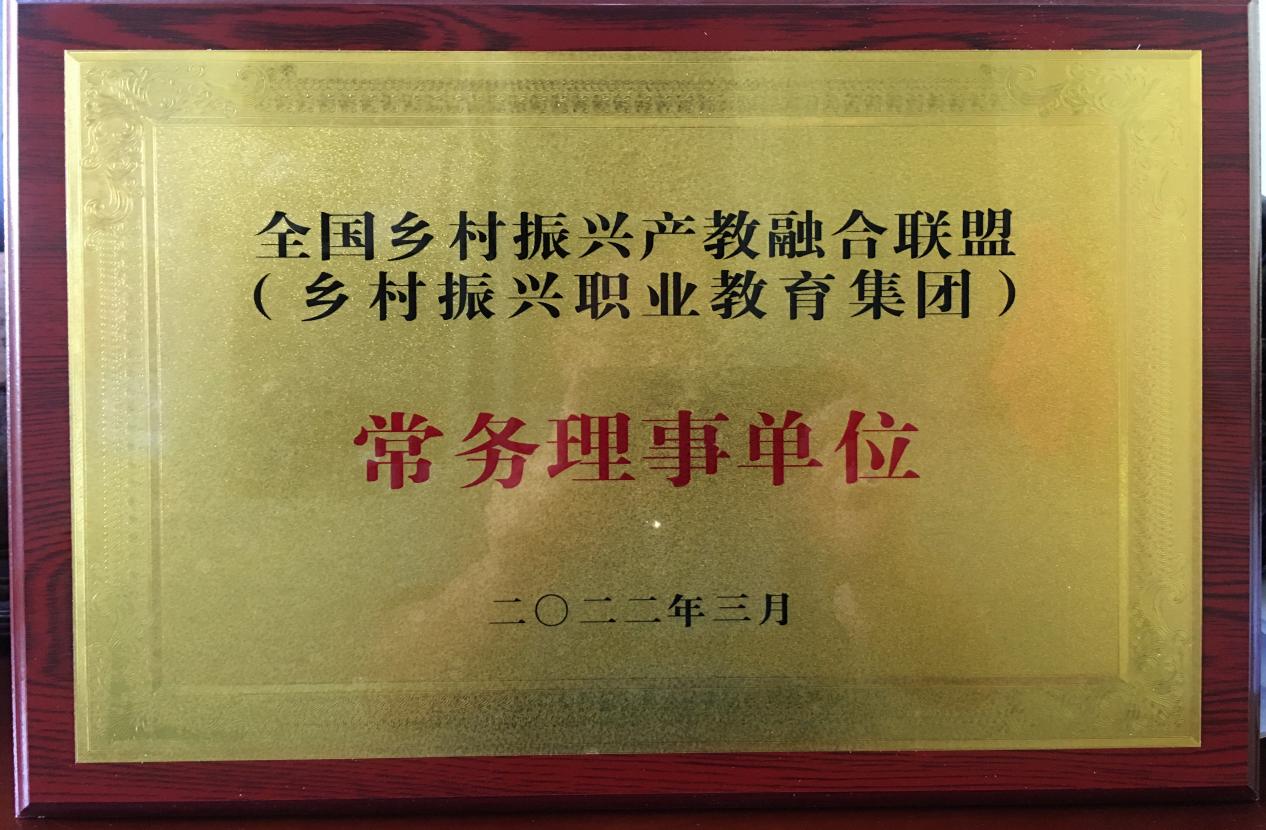 全国乡村振兴产教融合联盟
（乡村振兴职业教育集团）
常务理事单位
二〇二二年三月